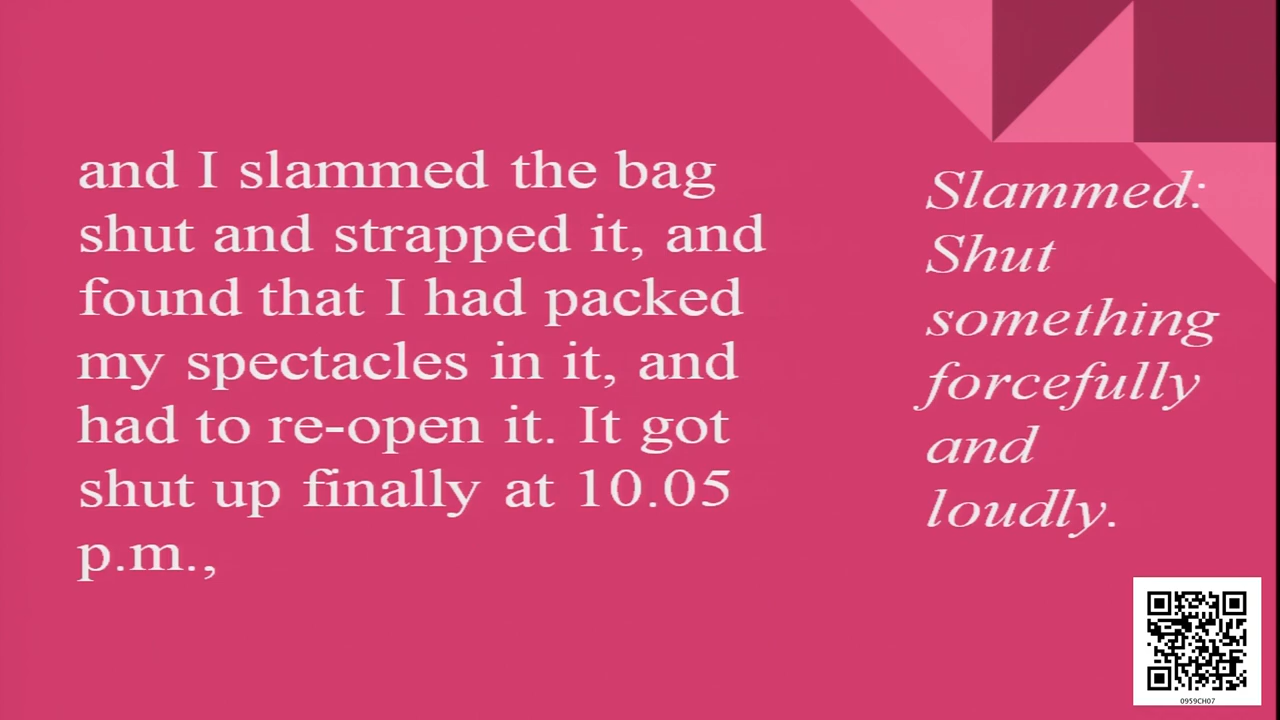 and I slammed the bag
shut and strapped it, and
found that I had packed
my spectacles in it, and
had to re-open it. It got
shut up finally at 10.05
p.m.,
Slammed:
Shut
something
forcefully
and
loudly.
0959CH07